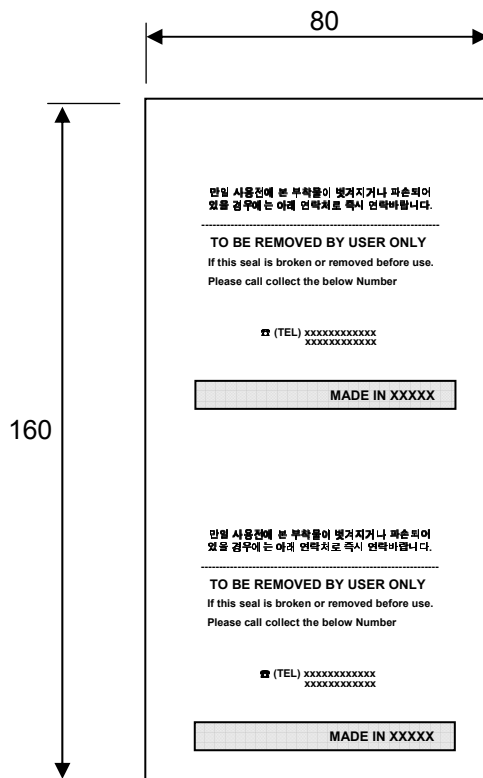 80
160
만일 사용전에 본 부착물이 벗겨지거나 파손되어
있을 경우에는 아래 연락처로 즉시 연락바랍니다.
TO BE REMOVED BY USER ONLY
If this seal is broken or removed before use.
Please call collect the below Number
☎ (TEL) xxxxxxxxxxxx
xxxxxxxxxxxx
MADE IN XXXXX
만일 사용전에 본 부착물이 벗겨지거나 파손되어
있을 경우에는 아래 연락처로 즉시 연락바랍니다.
TO BE REMOVED BY USER ONLY
If this seal is broken or removed before use.
Please call collect the below Number
☎ (TEL) xxxxxxxxxxxx
xxxxxxxxxxxx
MADE IN XXXXX